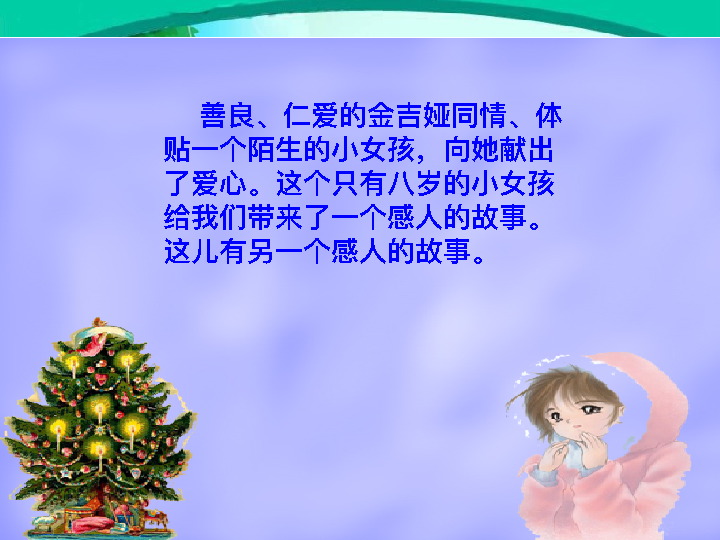 善良、仁爱的金吉娅同情、体
贴一个陌生的小女孩，向她献出
了爱心。这个只有八岁的小女孩
给我们带来了一个感人的故事。
这儿有另一个感人的故事。